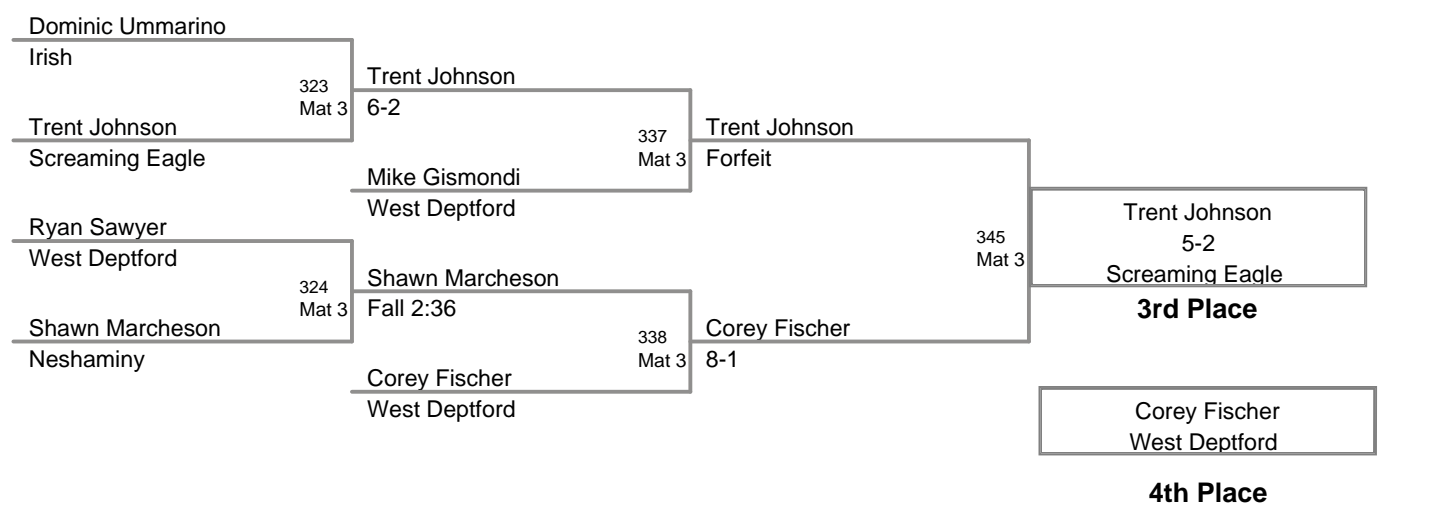 Dominic Ummarino
Irish
323
Mat 3
Trent Johnson
6-2
Trent Johnson
Screaming Eagle
337
Mat 3
Trent Johnson
Forfeit
Mike Gismondi
West Deptford
Ryan Sawyer
West Deptford
345
Mat 3
Trent Johnson
5-2
Screaming Eagle
3rd Place
324
Mat 3
Shawn Marcheson
Fall 2:36
Shawn Marcheson
Neshaminy
338
Mat 3
Corey Fischer
8-1
Corey Fischer
West Deptford
Corey Fischer
West Deptford
4th Place